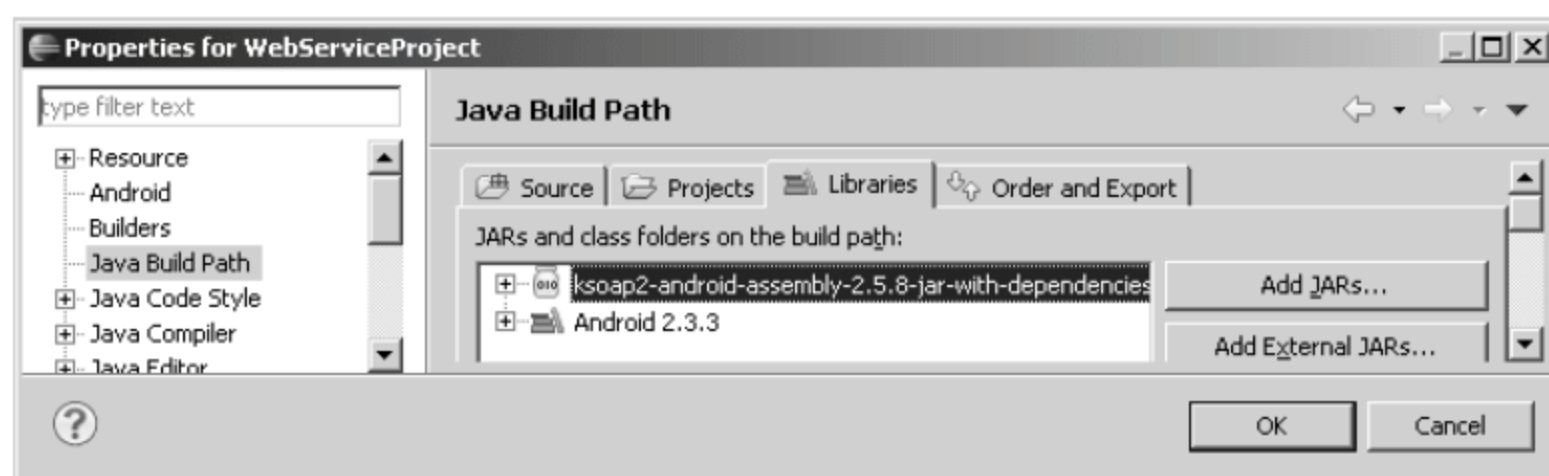 Properties for WebServiceProject
type filter text
Java Build Path
Resource
Android
Builders
Java Build Path
Java Code Style
Java Compiler
Java Editor
Source
Projects
Libraries
Order and Export
JARs and class folders on the build path:
ksoap2-android-assembly-2.5.8-jar-with-dependencies
Android 2.3.3
Add JARs...
Add External JARs...
?
OK
Cancel